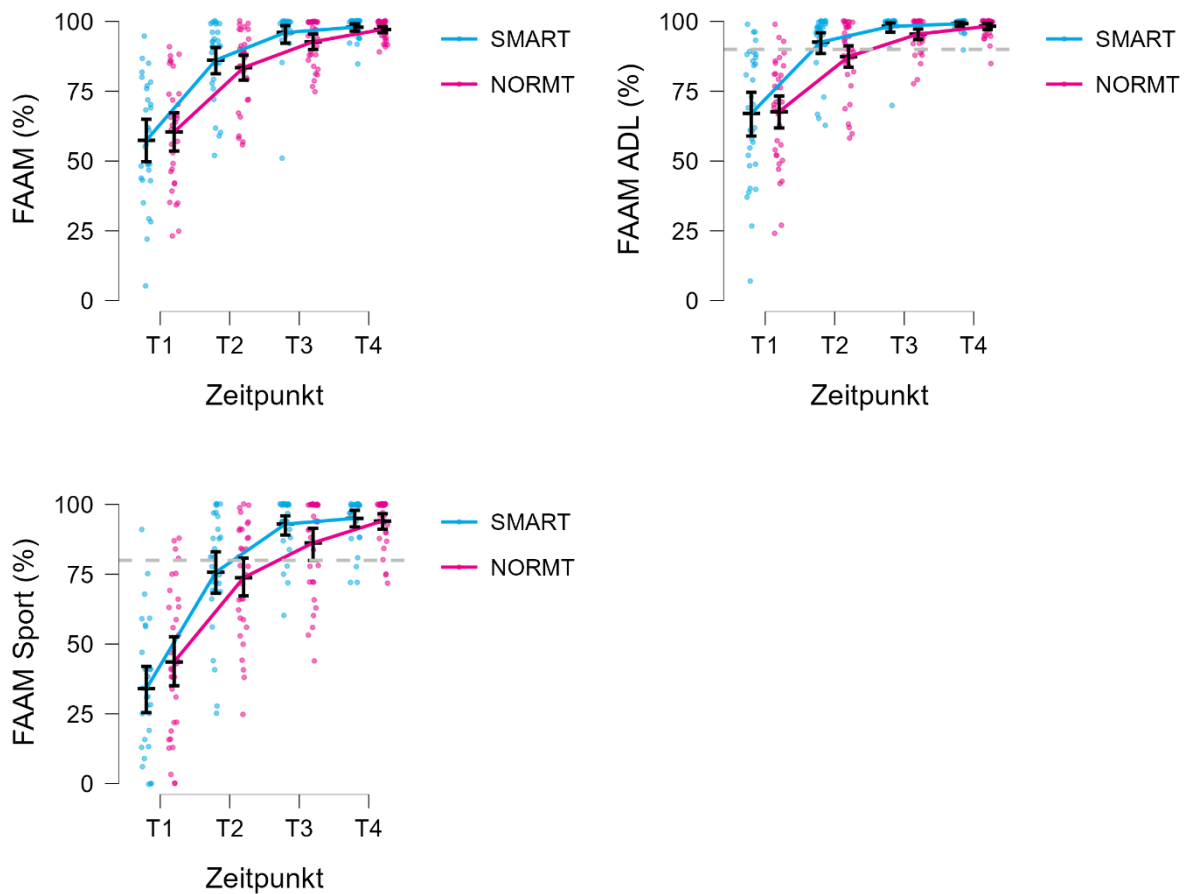 FAAM (%)
100
75
50
25
0
T1 T2 T3 T4
Zeitpunkt
SMART
NORMT
FAAM ADL (%)
100
75
50
25
0
T1 T2 T3 T4
Zeitpunkt
SMART
NORMT
FAAM Sport (%)
100
75
50
25
0
T1 T2 T3 T4
Zeitpunkt
SMART
NORMT